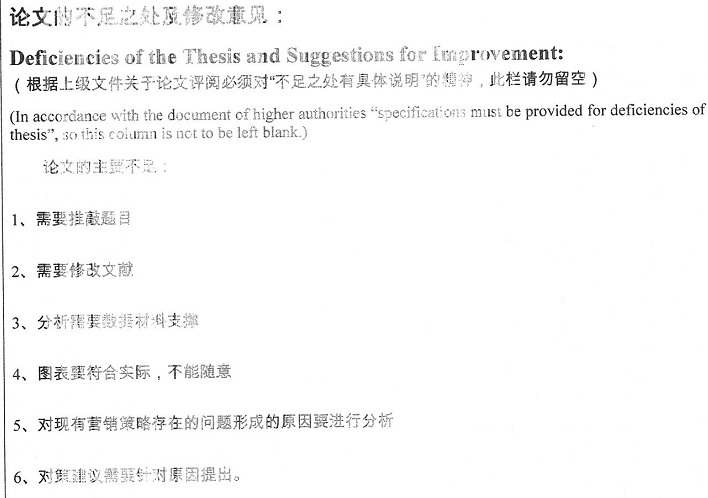 论文的不足之处及修改意见：
Deficiencies of the Thesis and Suggestions for Improvement:
（根据上级文件关于论文评阅必须对“不足之处有具体说明”的精神，此栏请勿留空）
(In accordance with the document of higher authorities “specifications must be provided for deficiencies of
thesis”, so this column is not to be left blank.)
论文的主要不足：
1、需要推敲题目
2、需要修改文献
3、分析需要数据材料支撑
4、图表要符合实际，不能随意
5、对现有营销策略存在的问题形成的原因要进行分析
6、对策建议需要针对原因提出。